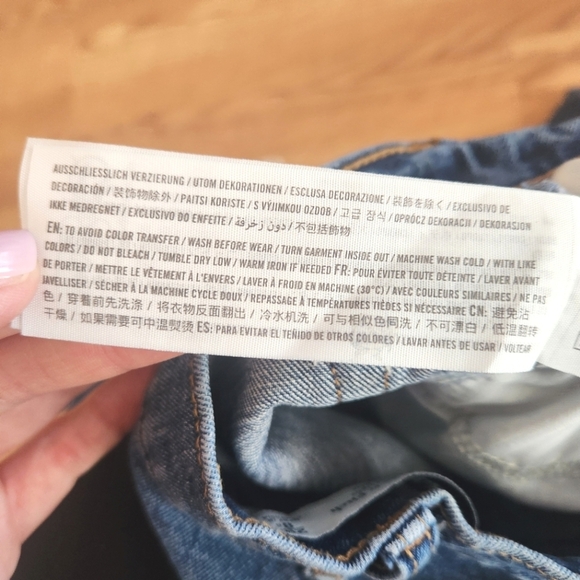 AUSSCHLIESSLICH VERZIERUNG / UTOM DEKORATIONEN / ESCLUSA DECORAZIONE / 裝飾を除く / EXCLUSIVO DE
DECORACIÓN / 装饰物除外 / PAITSI KORISTE / S VÝJIMKOU OZDOB / 고급 장식 / OPRÓCZ DEKORACJI / DEKORASJON
IKKE MEDREGNET / EXCLUSIVO DO ENFEITE / دون زخرفة / 不包括飾物
EN: TO AVOID COLOR TRANSFER / WASH BEFORE WEAR / TURN GARMENT INSIDE OUT / MACHINE WASH COLD / WITH LIKE
COLORS / DO NOT BLEACH / TUMBLE DRY LOW / WARM IRON IF NEEDED FR: POUR ÉVITER TOUTE DÉTEINTE / LAVER AVANT
DE PORTER / METTRE LE VÊTEMENT À L'ENVERS / LAVER À FROID EN MACHINE (30°C) / AVEC COULEURS SIMILAIRES / NE PAS
JAVELLISER / SÉCHER À LA MACHINE CYCLE DOUX / REPASSAGE À TEMPÉRATURES TIÈDES SI NÉCESSAIRE CN: 避免沾
色 / 穿着前先洗涤 / 将衣物反面翻出 / 冷水机洗 / 可与相似色同洗 / 不可漂白 / 低温翻转
干燥 / 如果需要可中温熨烫 ES: PARA EVITAR EL TEÑIDO DE OTROS COLORES / LAVAR ANTES DE USAR / VOLTEAR